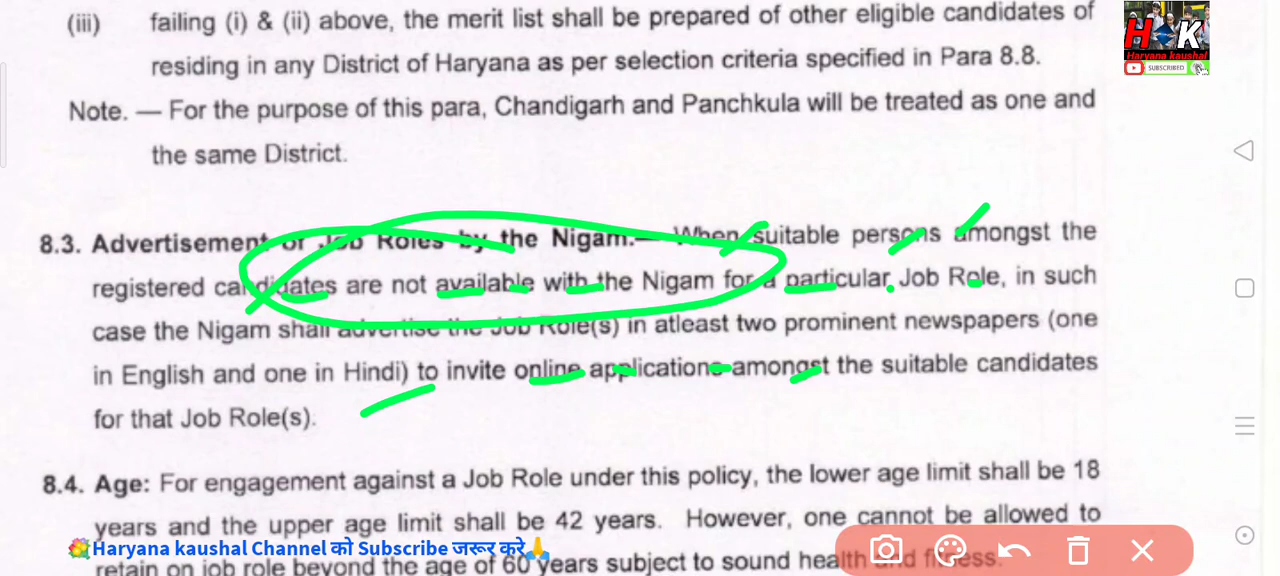 (iii) failing (i) & (ii) above, the merit list shall be prepared of other eligible candidates of
residing in any District of Haryana as per selection criteria specified in Para 8.8.
Note. — For the purpose of this para, Chandigarh and Panchkula will be treated as one and
the same District.
8.3. Advertisement of Job Roles by the Nigam.— When suitable persons amongst the
registered candidates are not available with the Nigam for a particular Job Role, in such
case the Nigam shall advertise the Job Role(s) in atleast two prominent newspapers (one
in English and one in Hindi) to invite online applications amongst the suitable candidates
for that Job Role(s).
8.4. Age: For engagement against a Job Role under this policy, the lower age limit shall be 18
years and the upper age limit shall be 42 years. However, one cannot be allowed to
retain on job role beyond the age of 60 years subject to sound health and fitness.
Haryana kaushal Channel को Subscribe जरूर करे
H K
Haryana kaushal
SUBSCRIBED